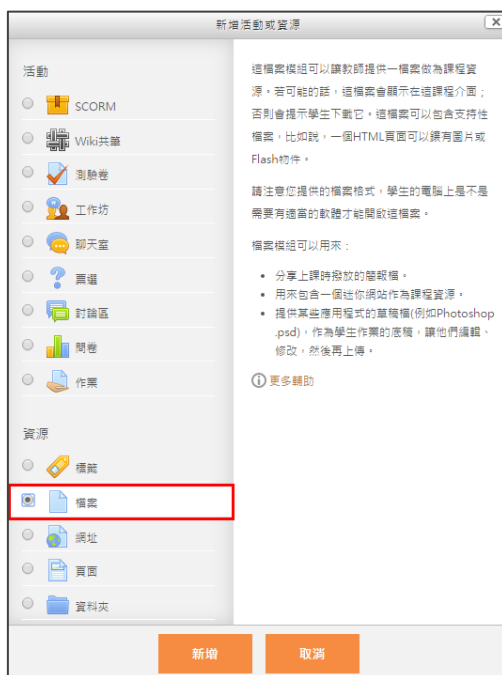 新增活動或資源
活動
SCORM
Wiki共筆
測驗卷
工作坊
聊天室
票選
討論區
問卷
作業
資源
標籤
檔案
網址
頁面
資料夾
這檔案模組可以讓教師提供一檔案做為課程資
源。若可能的話，這檔案會顯示在這課程介面；
否則會提示學生下載它。這檔案可以包含支持性
檔案，比如說，一個HTML頁面可以鑲有圖片或
Flash物件。
請注意您提供的檔案格式，學生的電腦上是不是
需要有適當的軟體才能開啟這檔案。
檔案模組可以用來：
• 分享上課時撥放的簡報檔。
• 用來包含一個迷你網站作為課程資源。
• 提供某些應用程式的草稿檔(例如Photoshop
.psd)，作為學生作業的底稿，讓他們編輯、
修改，然後再上傳。
更多輔助
新增
取消